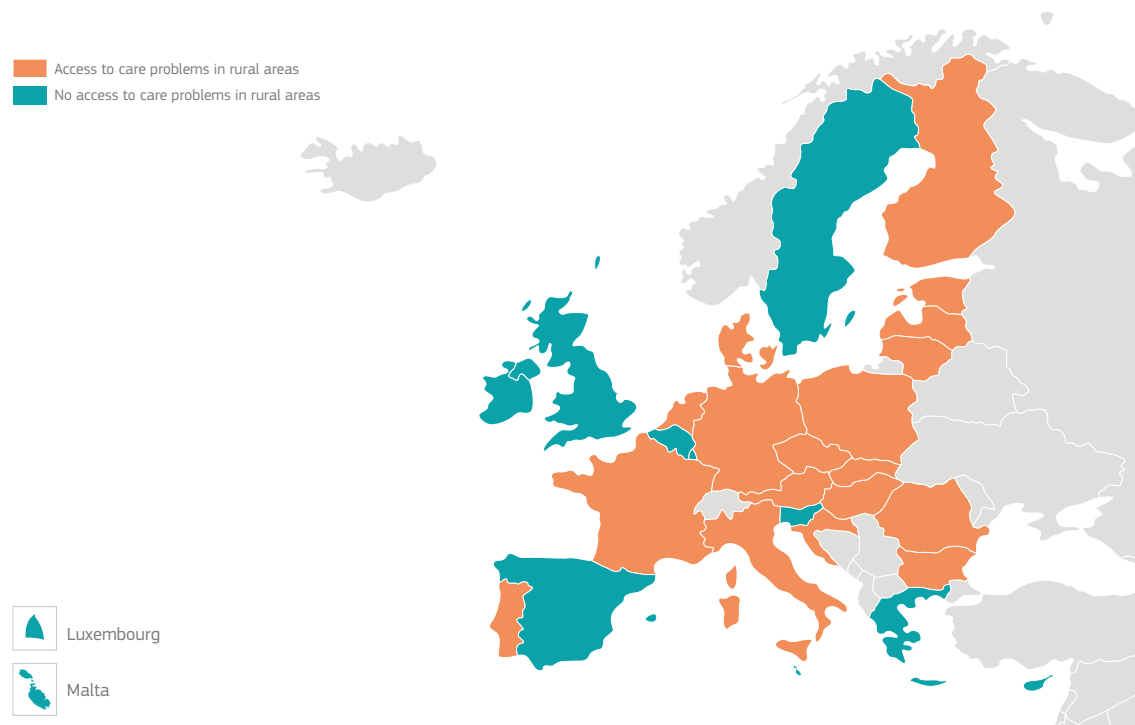 Access to care problems in rural areas
No access to care problems in rural areas
Luxembourg
Malta